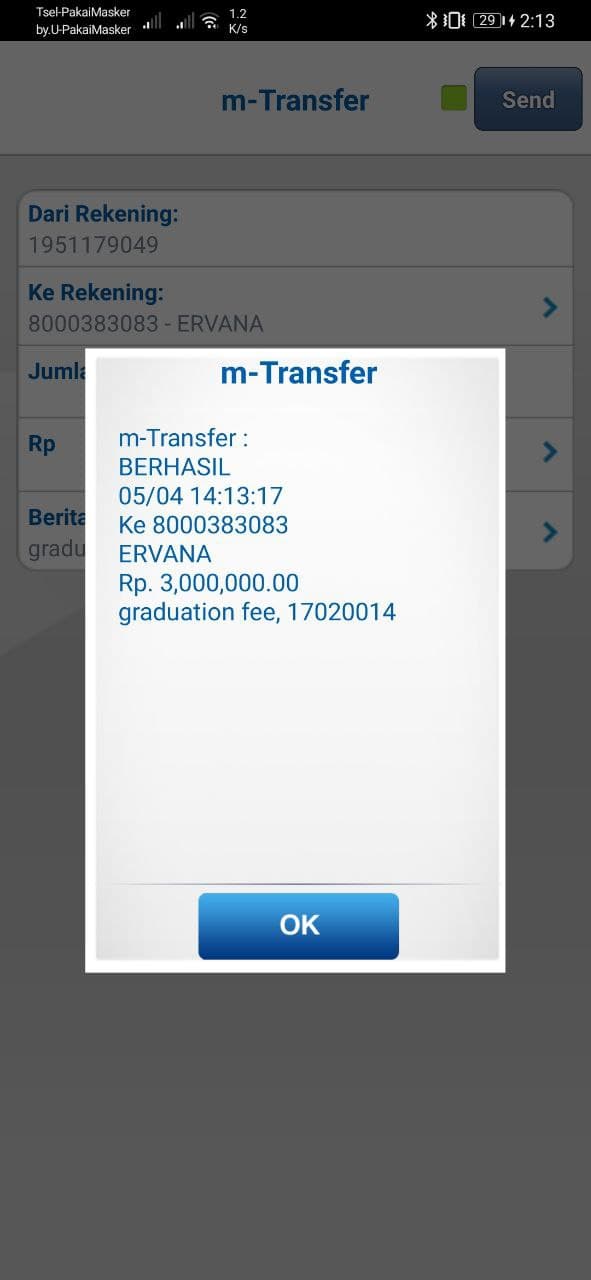 Tsel-PakaiMasker
by.U-PakaiMasker
1.2
K/s
29
2:13
m-Transfer
Send
Dari Rekening:
1951179049
Ke Rekening:
8000383083 - ERVANA
Jumla
Rp
Berita
gradu
m-Transfer
m-Transfer :
BERHASIL
05/04 14:13:17
Ke 8000383083
ERVANA
Rp. 3,000,000.00
graduation fee, 17020014
OK